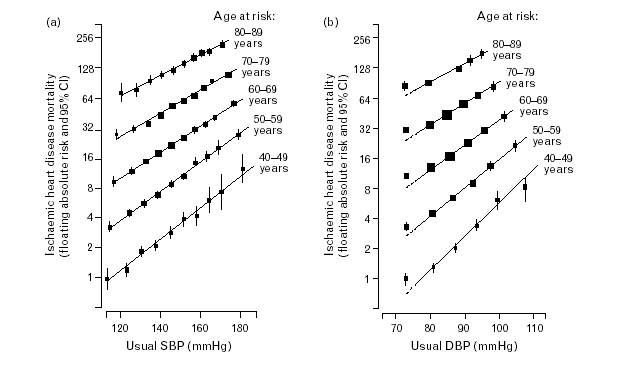 (a)
Age at risk:
Ischaemic heart disease mortality
(floating absolute risk and 95% CI)
256
128
64
32
16
8
4
2
1
80–89
years
70–79
years
60–69
years
50–59
years
40–49
years
120 140 160 180
Usual SBP (mmHg)
(b)
Age at risk:
Ischaemic heart disease mortality
(floating absolute risk and 95% CI)
256
128
64
32
16
8
4
2
1
80–89
years
70–79
years
60–69
years
50–59
years
40–49
years
70 80 90 100 110
Usual DBP (mmHg)